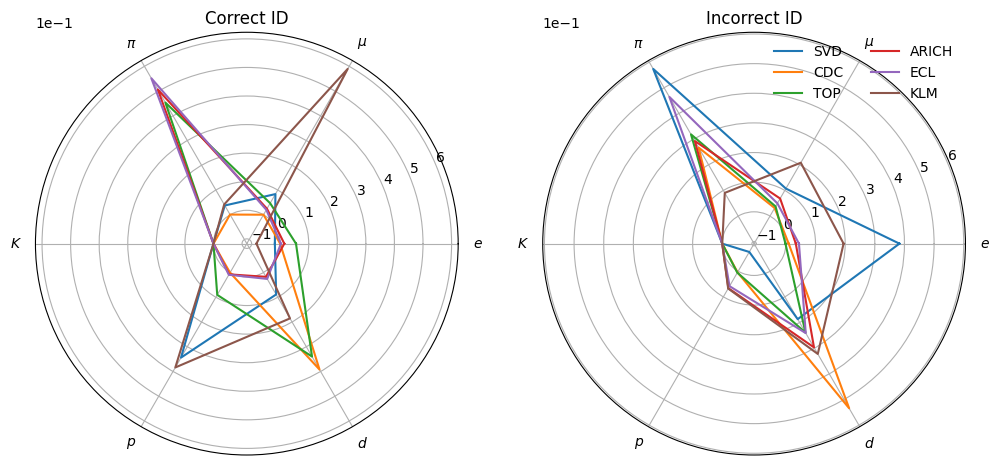 Correct ID
1e−1
e
μ
π
K
p
d
−1
0
1
2
3
4
5
6
Incorrect ID
1e−1
e
μ
π
K
p
d
−1
0
1
2
3
4
5
6
SVD
CDC
TOP
ARICH
ECL
KLM